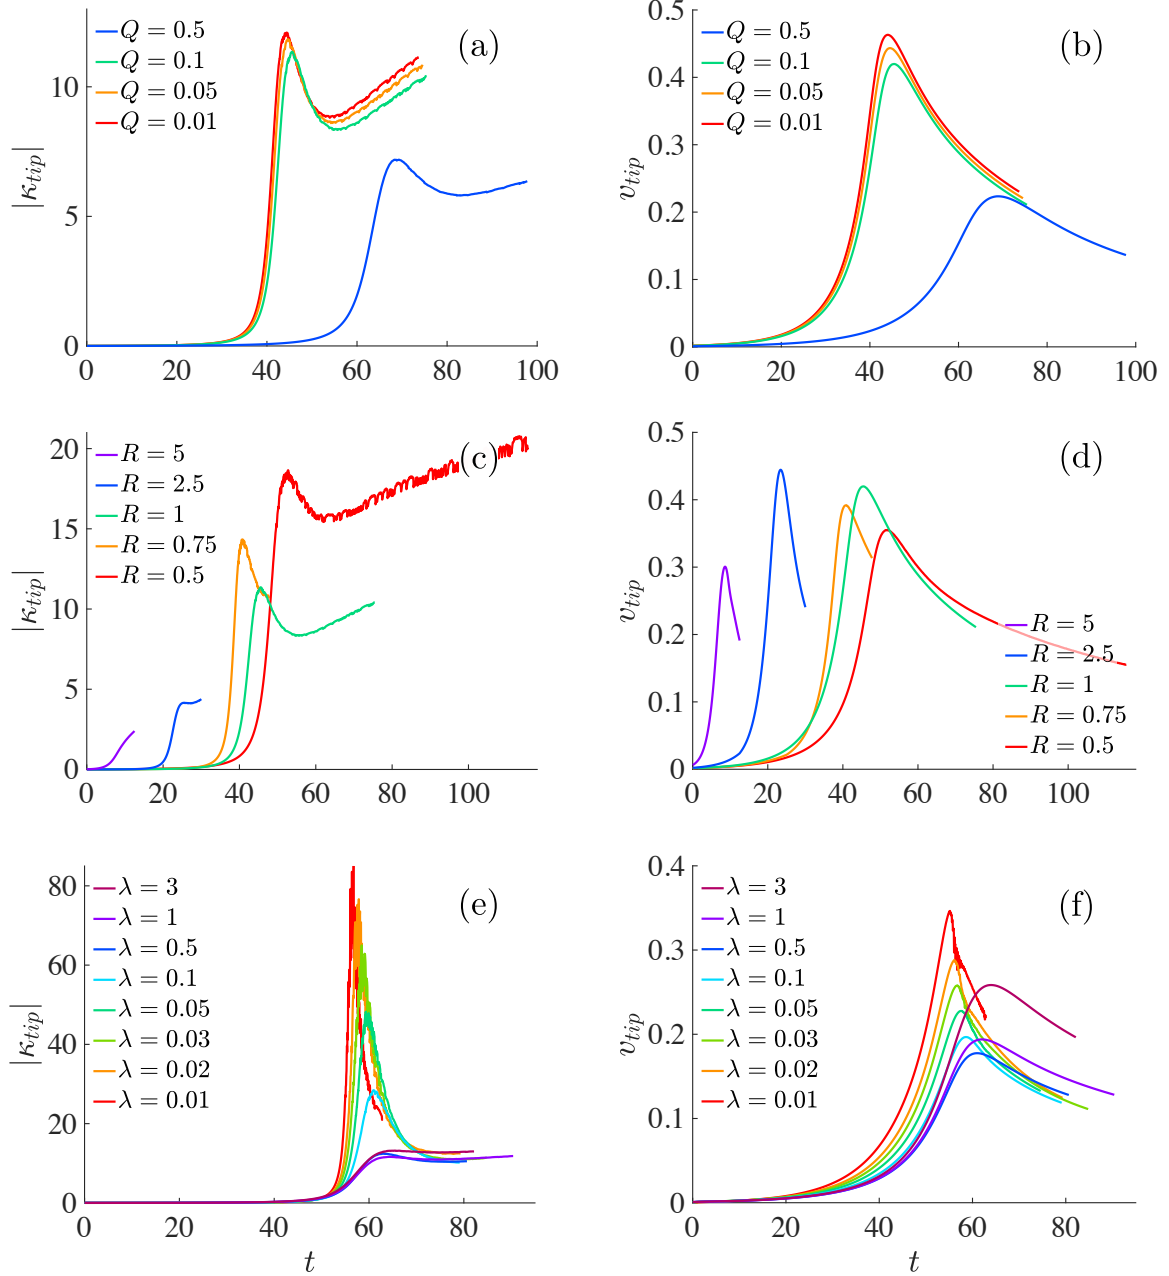 (a)
Q = 0.5
Q = 0.1
Q = 0.05
Q = 0.01
|κ_tip|
10
5
0
0 20 40 60 80 100
(b)
Q = 0.5
Q = 0.1
Q = 0.05
Q = 0.01
v_tip
0.5
0.4
0.3
0.2
0.1
0
0 20 40 60 80 100
(c)
R = 5
R = 2.5
R = 1
R = 0.75
R = 0.5
|κ_tip|
20
15
10
5
0
0 20 40 60 80 100
(d)
R = 5
R = 2.5
R = 1
R = 0.75
R = 0.5
v_tip
0.5
0.4
0.3
0.2
0.1
0
0 20 40 60 80 100
(e)
λ = 3
λ = 1
λ = 0.5
λ = 0.1
λ = 0.05
λ = 0.03
λ = 0.02
λ = 0.01
|κ_tip|
80
60
40
20
0
0 20 40 60 80
t
(f)
λ = 3
λ = 1
λ = 0.5
λ = 0.1
λ = 0.05
λ = 0.03
λ = 0.02
λ = 0.01
v_tip
0.4
0.3
0.2
0.1
0
0 20 40 60 80
t